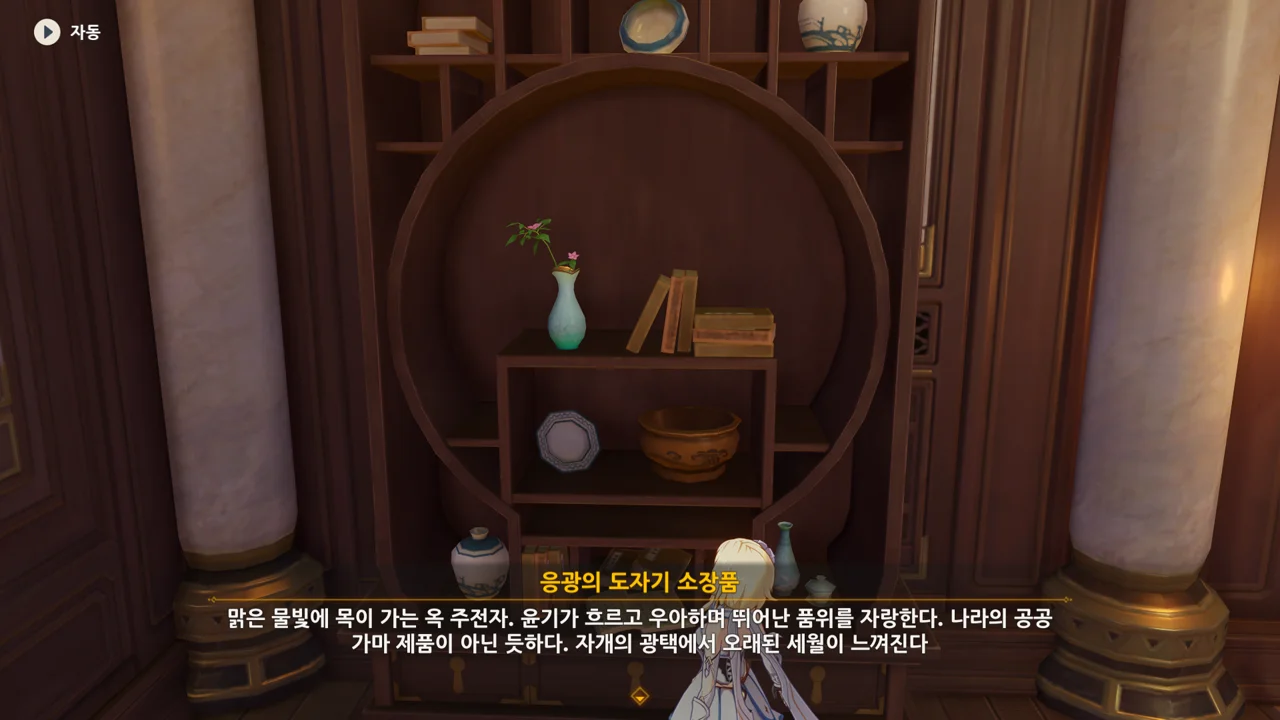 자동
응광의 도자기 소장품
맑은 물빛에 목이 가는 옥 주전자. 윤기가 흐르고 우아하며 뛰어난 품위를 자랑한다. 나라의 공공
가마 제품이 아닌 듯하다. 자개의 광택에서 오래된 세월이 느껴진다